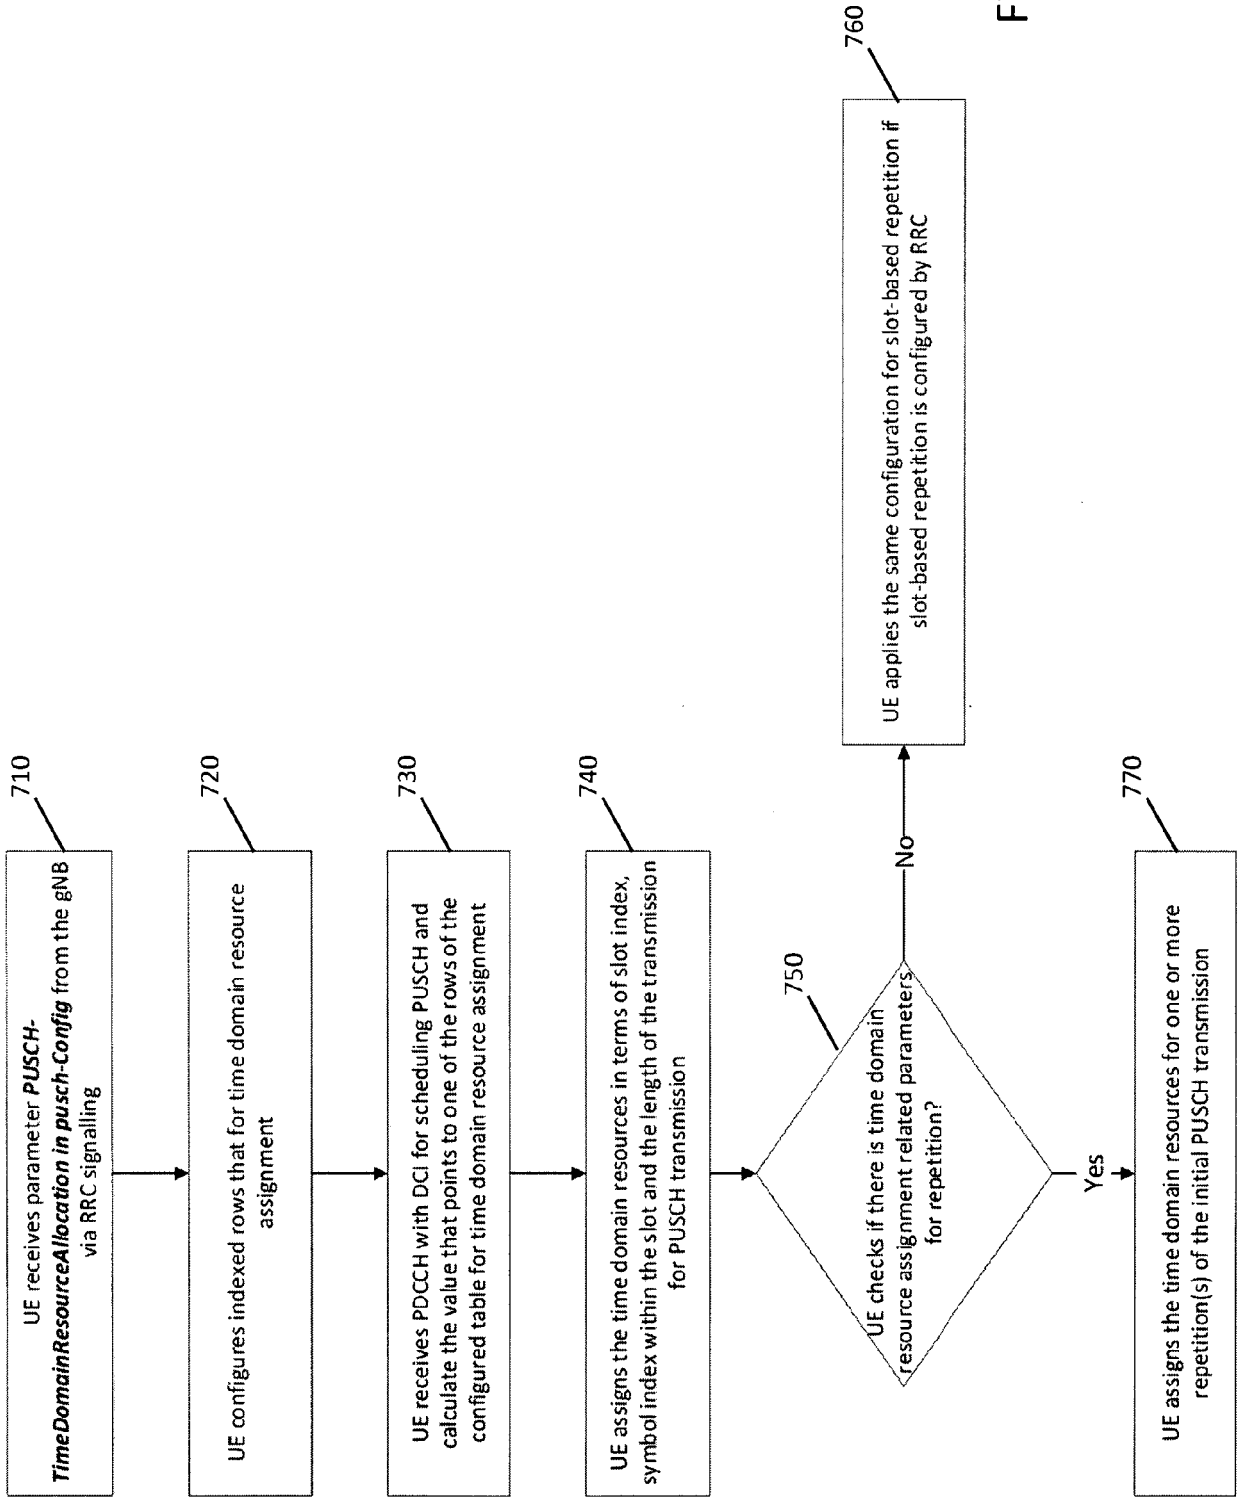 710
UE receives parameter PUSCH-
TimeDomainResourceAllocation in pusch-Config from the gNB
via RRC signalling
720
UE configures indexed rows that for time domain resource
assignment
730
UE receives PDCCH with DCI for scheduling PUSCH and
calculate the value that points to one of the rows of the
configured table for time domain resource assignment
740
UE assigns the time domain resources in terms of slot index,
symbol index within the slot and the length of the transmission
for PUSCH transmission
750
UE checks if there is time domain
resource assignment related parameters
for repetition?
No
760
UE applies the same configuration for slot-based repetition if
slot-based repetition is configured by RRC
Yes
770
UE assigns the time domain resources for one or more
repetition(s) of the initial PUSCH transmission
F